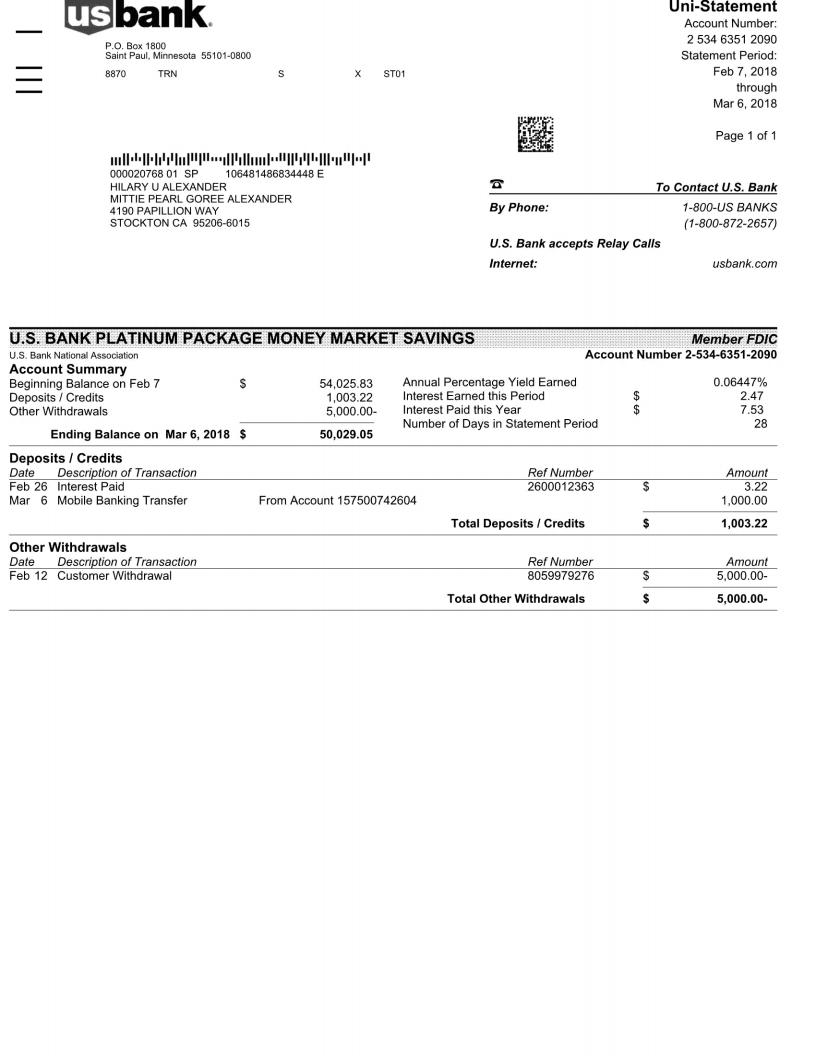 usbank.
P.O. Box 1800
Saint Paul, Minnesota 55101-0800
8870 TRN S X ST01
Uni-Statement
Account Number:
2 534 6351 2090
Statement Period:
Feb 7, 2018
through
Mar 6, 2018
Page 1 of 1
000020768 01 SP 106481486834448 E
HILARY U ALEXANDER
MITTIE PEARL GOREE ALEXANDER
4190 PAPILLION WAY
STOCKTON CA 95206-6015
☎ To Contact U.S. Bank
By Phone: 1-800-US BANKS
(1-800-872-2657)
U.S. Bank accepts Relay Calls
Internet: usbank.com
U.S. BANK PLATINUM PACKAGE MONEY MARKET SAVINGS Member FDIC
U.S. Bank National Association Account Number 2-534-6351-2090
Account Summary
Beginning Balance on Feb 7 $ 54,025.83 Annual Percentage Yield Earned 0.06447%
Deposits / Credits 1,003.22 Interest Earned this Period $ 2.47
Other Withdrawals 5,000.00- Interest Paid this Year $ 7.53
Number of Days in Statement Period 28
Ending Balance on Mar 6, 2018 $ 50,029.05
Deposits / Credits
Date Description of Transaction Ref Number Amount
Feb 26 Interest Paid 2600012363 $ 3.22
Mar 6 Mobile Banking Transfer From Account 157500742604 1,000.00
Total Deposits / Credits $ 1,003.22
Other Withdrawals
Date Description of Transaction Ref Number Amount
Feb 12 Customer Withdrawal 8059979276 $ 5,000.00-
Total Other Withdrawals $ 5,000.00-